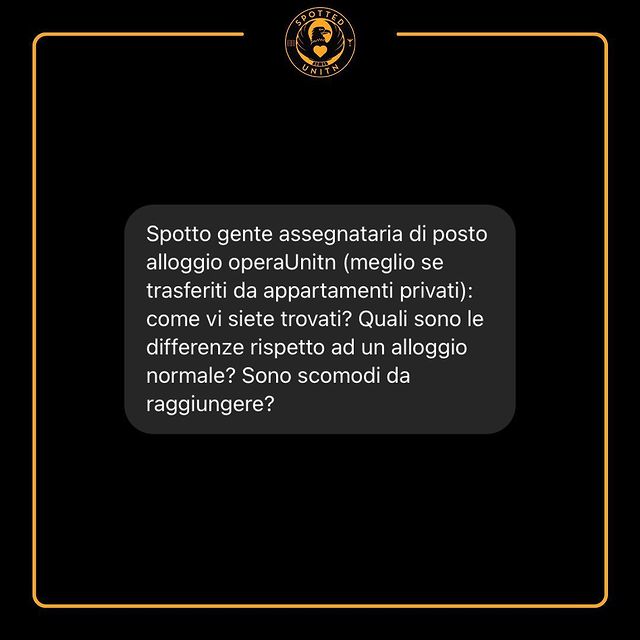 SPOTTED
UNITN
Spotto gente assegnataria di posto
alloggio operaUnitn (meglio se
trasferiti da appartamenti privati):
come vi siete trovati? Quali sono le
differenze rispetto ad un alloggio
normale? Sono scomodi da
raggiungere?